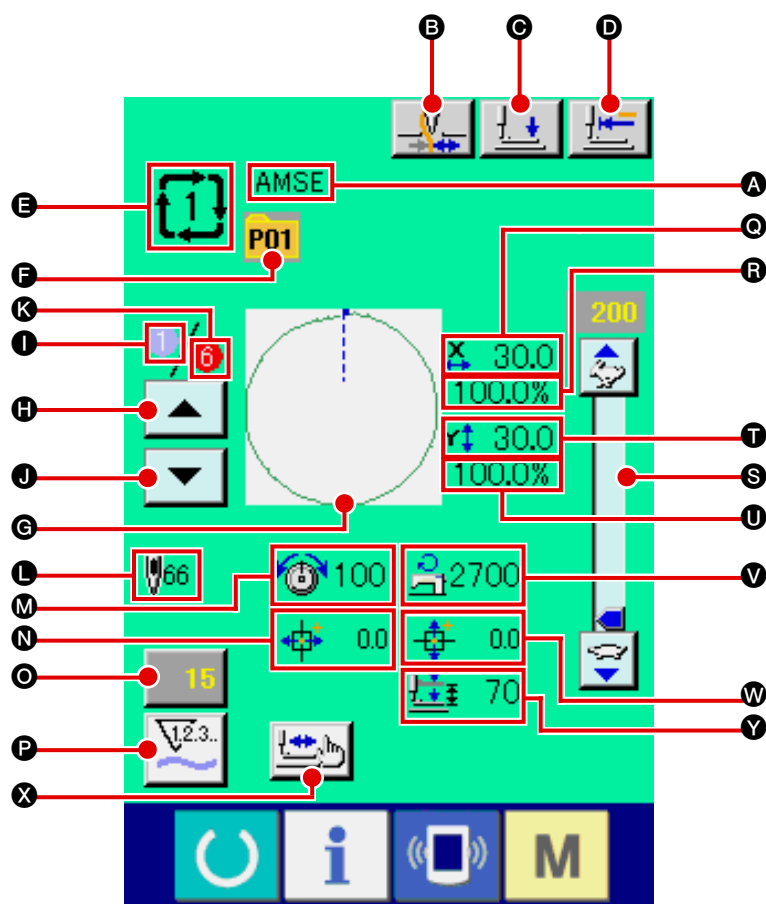 B C D
AMSE A
E 1 Q
P01
F R
K 200
I 1 / 6 X 30.0
100.0%
H
Y 30.0 T
J 100.0% S
G U
L 66 100 2700 V
M
N 0.0 0.0
O 15 W
70 Y
P 1.2.3..
X
i M